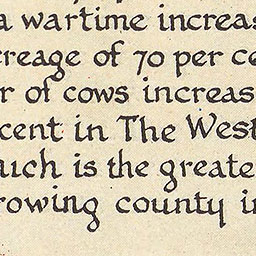 a wartime increas
creage of 70 per ce
r of cows increas
cent in The West
uch is the greate
rowing county i